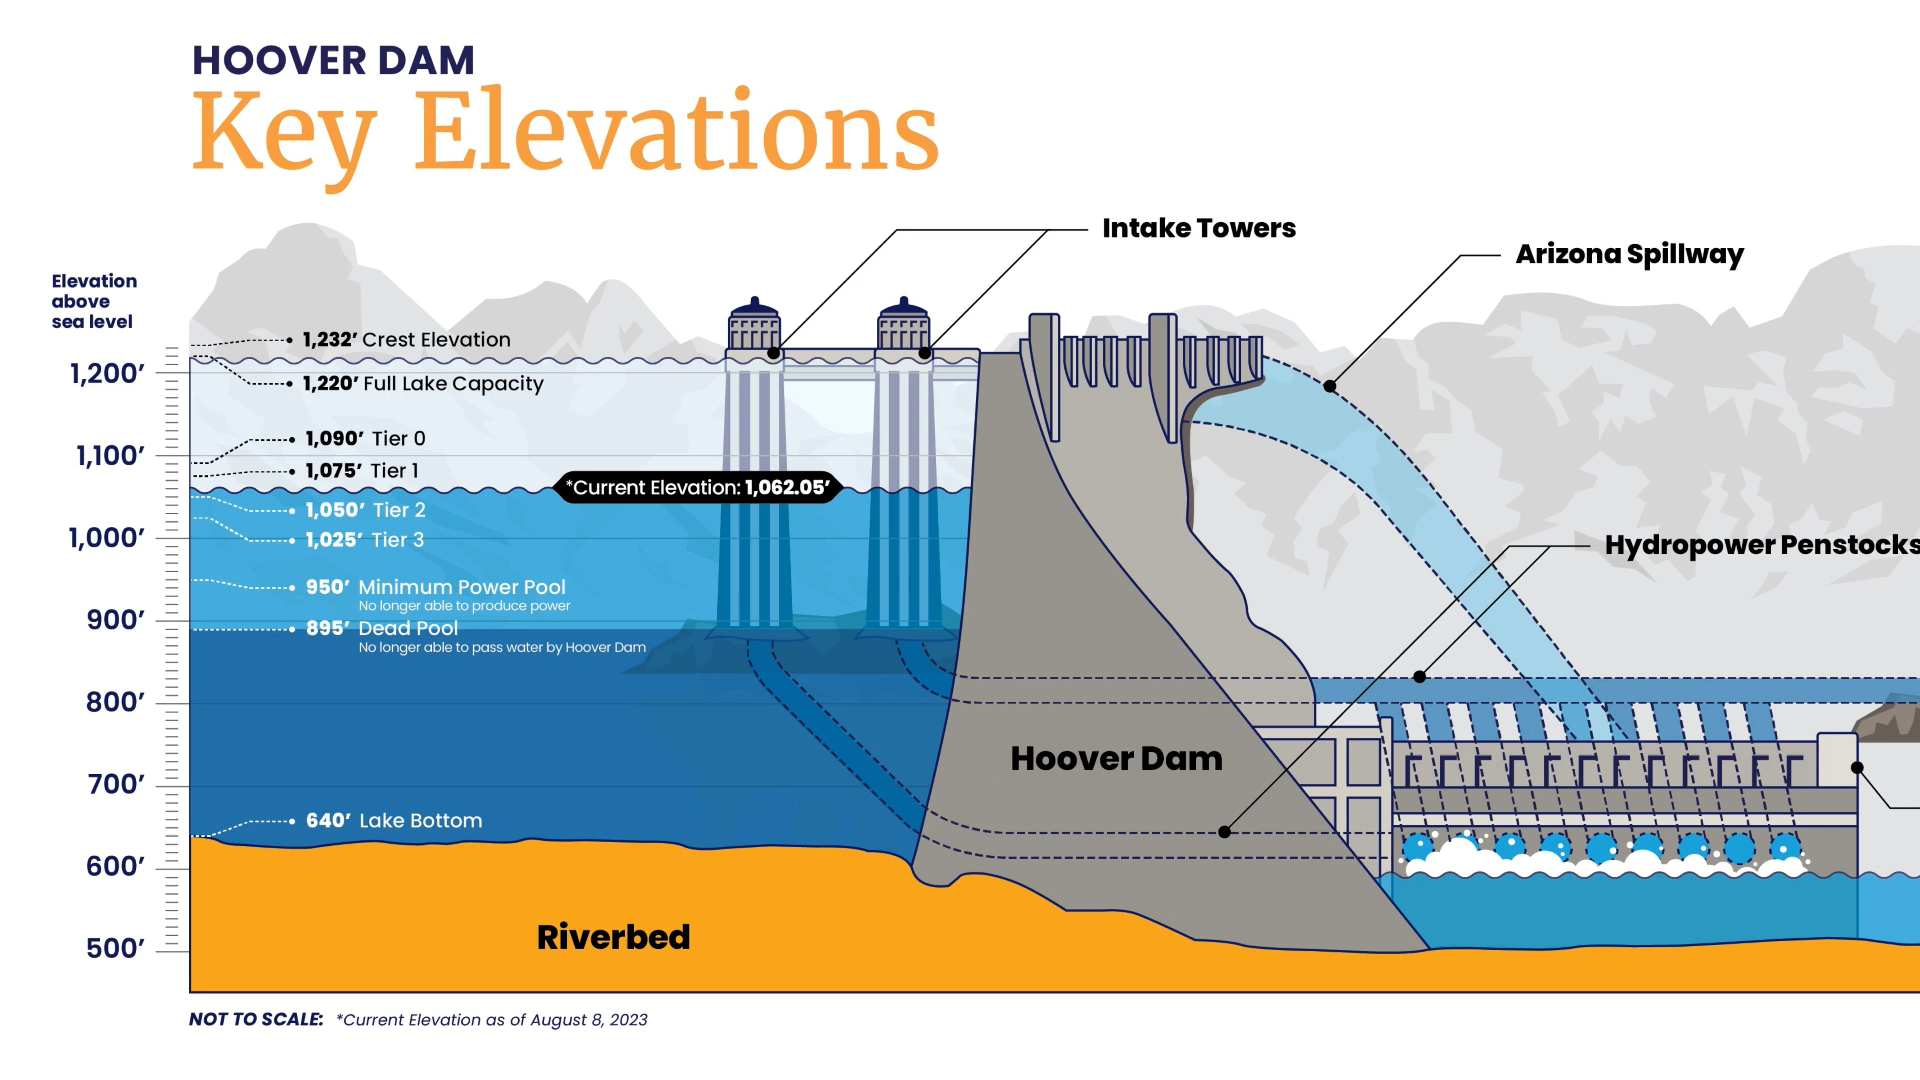 HOOVER DAM
Key Elevations
Intake Towers
Arizona Spillway
Elevation
above
sea level
1,232’ Crest Elevation
1,200’
1,220’ Full Lake Capacity
1,090’ Tier 0
1,100’
1,075’ Tier 1
*Current Elevation: 1,062.05’
1,050’ Tier 2
1,000’
1,025’ Tier 3
Hydropower Penstocks
950’ Minimum Power Pool
No longer able to produce power
900’
895’ Dead Pool
No longer able to pass water by Hoover Dam
800’
Hoover Dam
700’
640’ Lake Bottom
600’
Riverbed
500’
NOT TO SCALE: *Current Elevation as of August 8, 2023